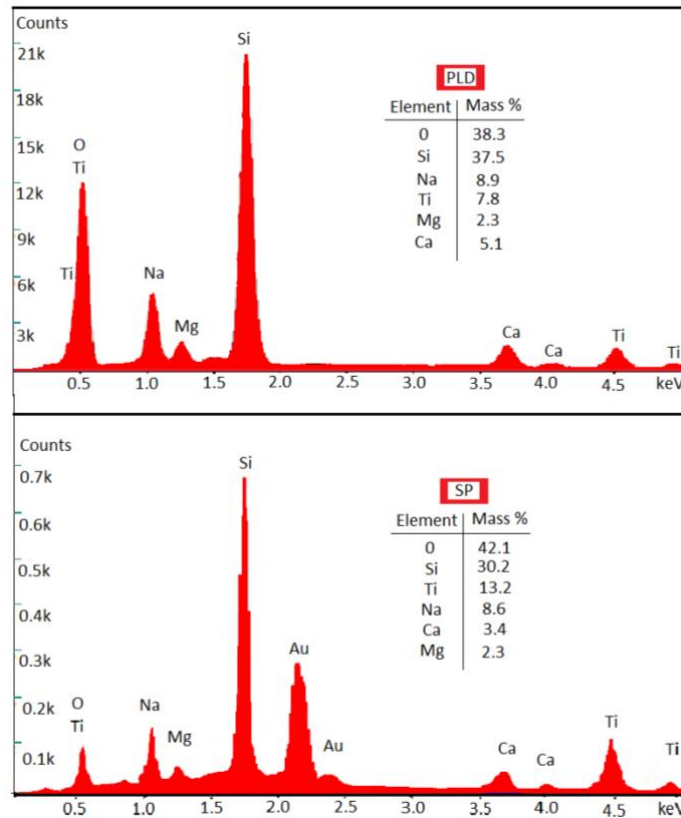 Counts
21k
18k
15k
12k
9k
6k
3k
Si
O
Ti
Ti
Na
Mg
Ca
Ca
Ti
Ti
PLD
Element Mass %
O 38.3
Si 37.5
Na 8.9
Ti 7.8
Mg 2.3
Ca 5.1
0.5 1.0 1.5 2.0 2.5 3.0 3.5 4.0 4.5 keV
Counts
0.7k
0.6k
0.5k
0.4k
0.3k
0.2k
0.1k
Si
O
Ti
Na
Mg
Au
Au
Ca
Ca
Ti
Ti
SP
Element Mass %
O 42.1
Si 30.2
Ti 13.2
Na 8.6
Ca 3.4
Mg 2.3
0.5 1.0 1.5 2.0 2.5 3.0 3.5 4.0 4.5 keV